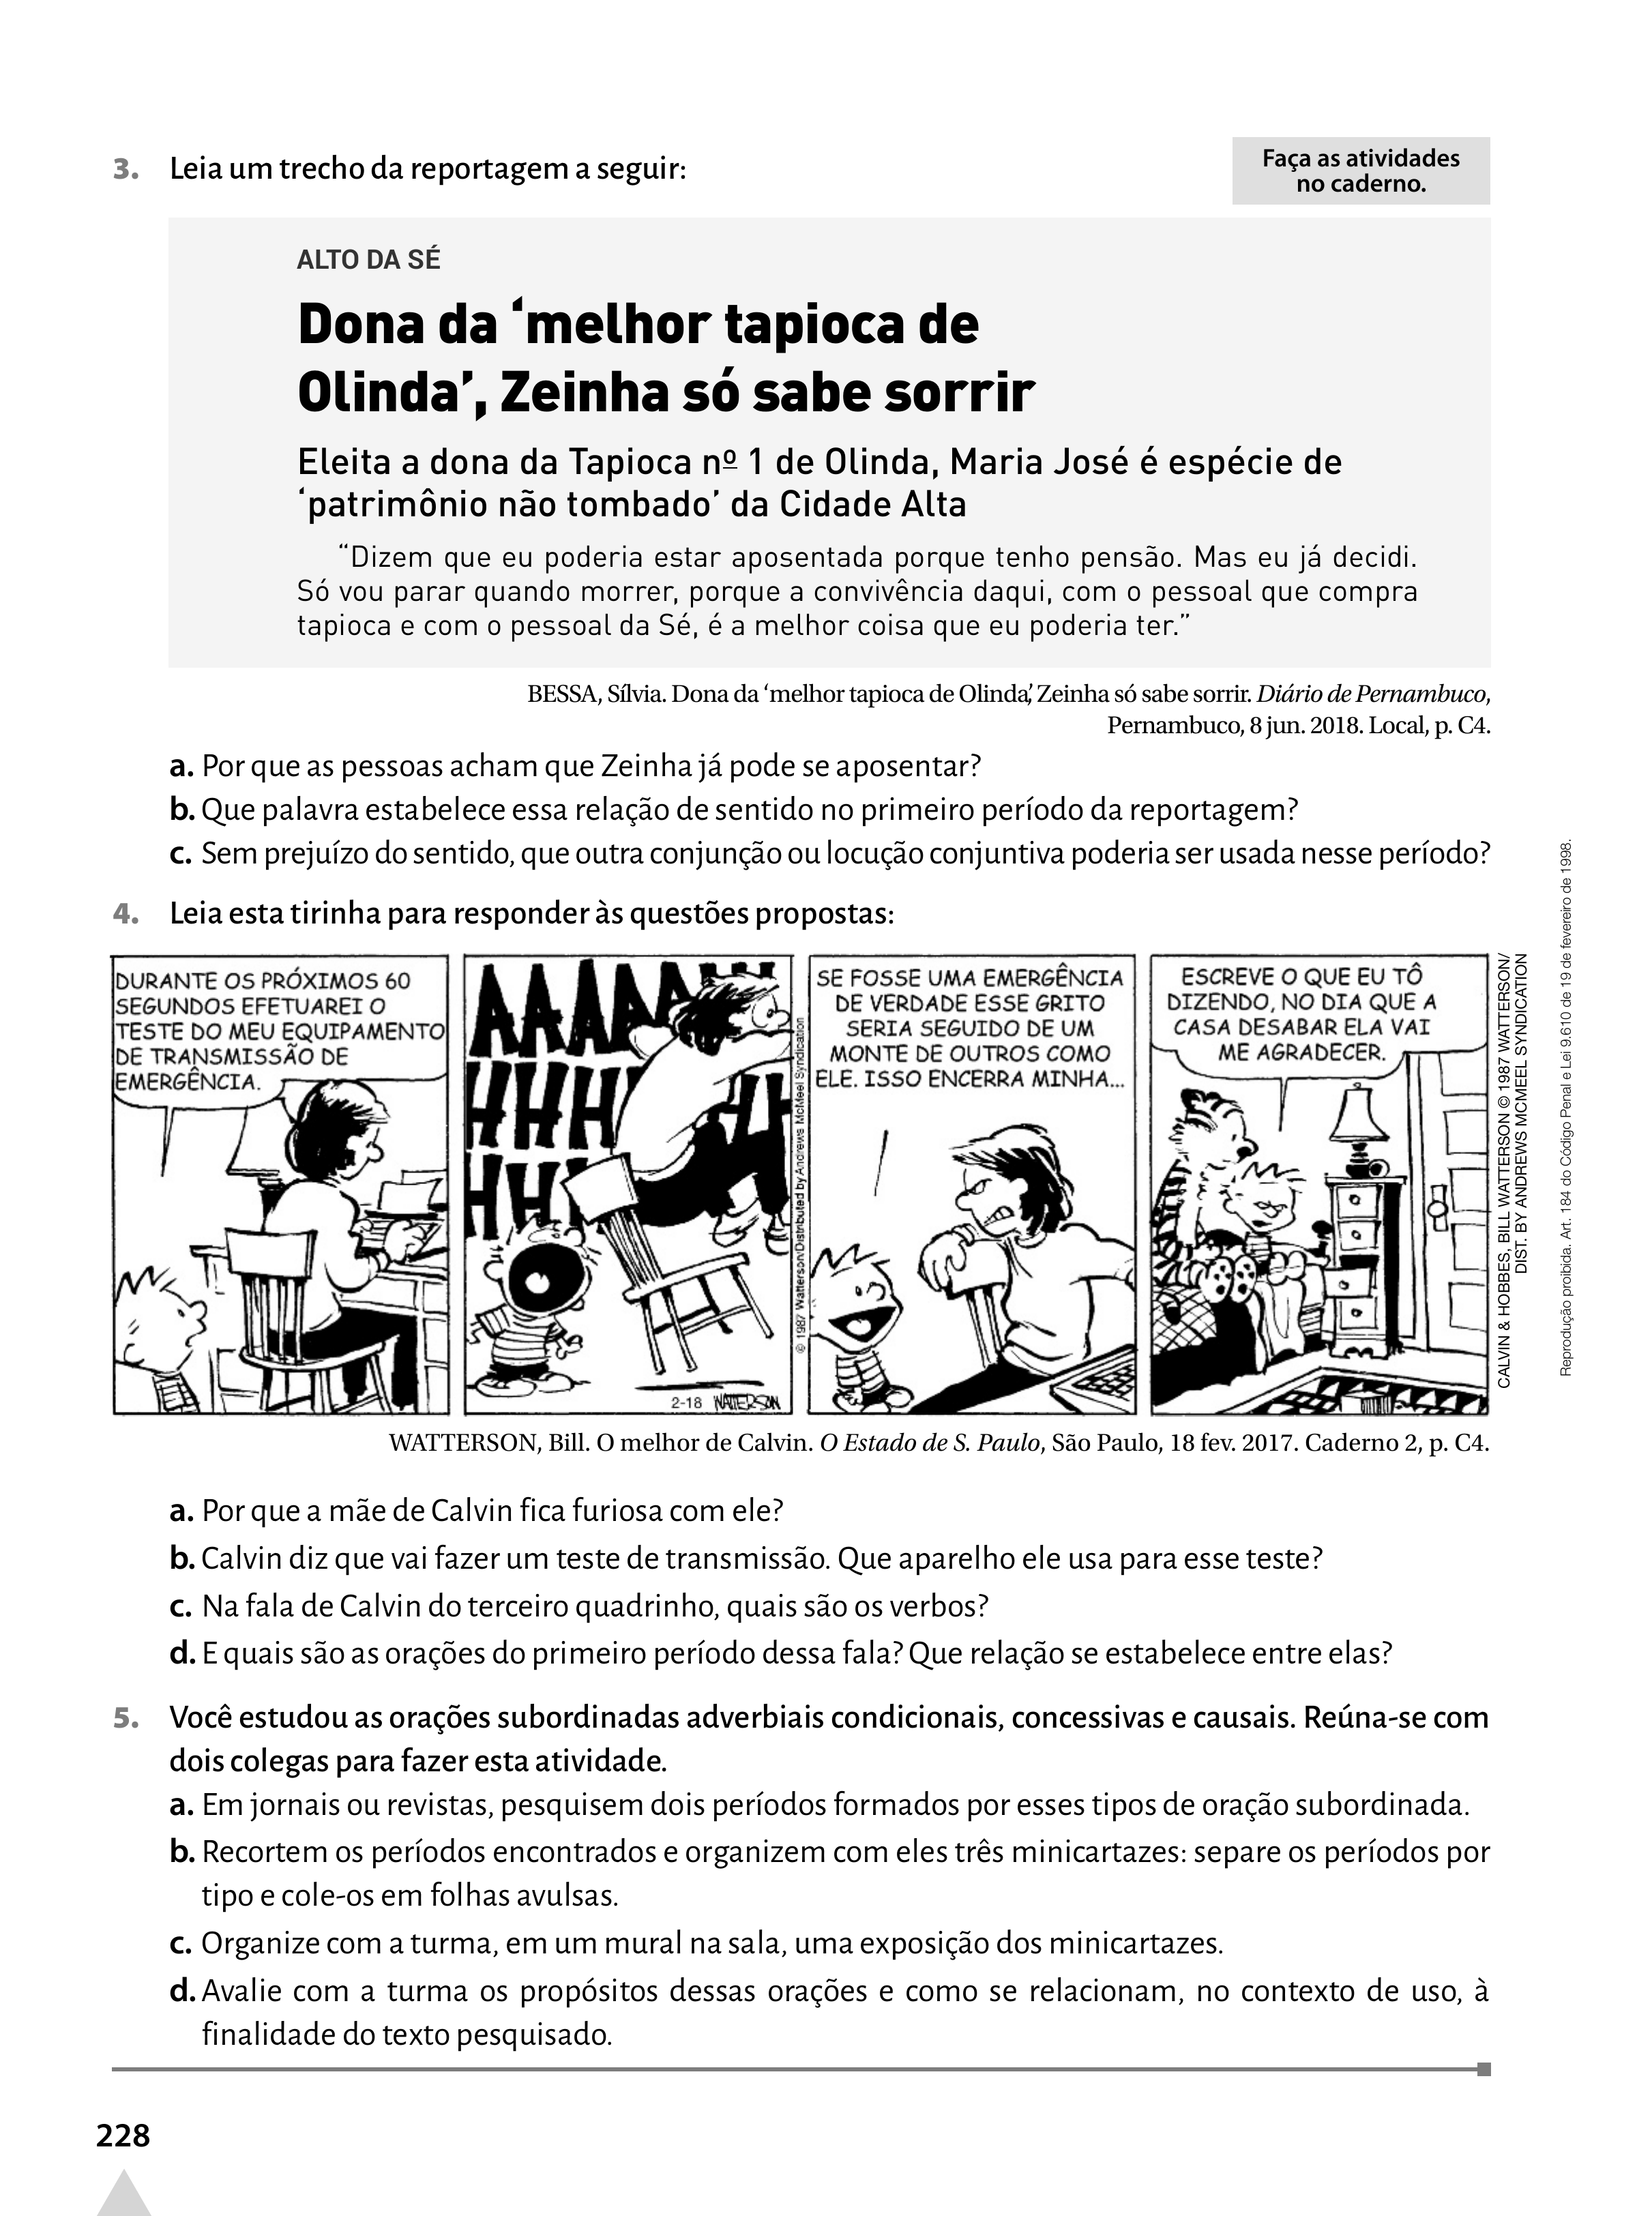 3. Leia um trecho da reportagem a seguir:
Faça as atividades
no caderno.
ALTO DA SÉ
Dona da ‘melhor tapioca de
Olinda’, Zeinha só sabe sorrir
Eleita a dona da Tapioca nº 1 de Olinda, Maria José é espécie de
‘patrimônio não tombado’ da Cidade Alta
“Dizem que eu poderia estar aposentada porque tenho pensão. Mas eu já decidi.
Só vou parar quando morrer, porque a convivência daqui, com o pessoal que compra
tapioca e com o pessoal da Sé, é a melhor coisa que eu poderia ter.”
BESSA, Sílvia. Dona da ‘melhor tapioca de Olinda’, Zeinha só sabe sorrir. Diário de Pernambuco,
Pernambuco, 8 jun. 2018. Local, p. C4.
a. Por que as pessoas acham que Zeinha já pode se aposentar?
b. Que palavra estabelece essa relação de sentido no primeiro período da reportagem?
c. Sem prejuízo do sentido, que outra conjunção ou locução conjuntiva poderia ser usada nesse período?
4. Leia esta tirinha para responder às questões propostas:
DURANTE OS PRÓXIMOS 60
SEGUNDOS EFETUAREI O
TESTE DO MEU EQUIPAMENTO
DE TRANSMISSÃO DE
EMERGÊNCIA.
AAAAAH
HHHHH
HHH
2-18 WATTERSON
© 1987 Watterson/Distributed by Andrews McMeel Syndication
SE FOSSE UMA EMERGÊNCIA
DE VERDADE ESSE GRITO
SERIA SEGUIDO DE UM
MONTE DE OUTROS COMO
ELE. ISSO ENCERRA MINHA...
ESCREVE O QUE EU TÔ
DIZENDO, NO DIA QUE A
CASA DESABAR ELA VAI
ME AGRADECER.
CALVIN & HOBBES, BILL WATTERSON © 1987 WATTERSON/
DIST. BY ANDREWS MCMEEL SYNDICATION
Reprodução proibida. Art. 184 do Código Penal e Lei 9.610 de 19 de fevereiro de 1998.
WATTERSON, Bill. O melhor de Calvin. O Estado de S. Paulo, São Paulo, 18 fev. 2017. Caderno 2, p. C4.
a. Por que a mãe de Calvin fica furiosa com ele?
b. Calvin diz que vai fazer um teste de transmissão. Que aparelho ele usa para esse teste?
c. Na fala de Calvin do terceiro quadrinho, quais são os verbos?
d. E quais são as orações do primeiro período dessa fala? Que relação se estabelece entre elas?
5. Você estudou as orações subordinadas adverbiais condicionais, concessivas e causais. Reúna-se com
dois colegas para fazer esta atividade.
a. Em jornais ou revistas, pesquisem dois períodos formados por esses tipos de oração subordinada.
b. Recortem os períodos encontrados e organizem com eles três minicartazes: separe os períodos por
tipo e cole-os em folhas avulsas.
c. Organize com a turma, em um mural na sala, uma exposição dos minicartazes.
d. Avalie com a turma os propósitos dessas orações e como se relacionam, no contexto de uso, à
finalidade do texto pesquisado.
228